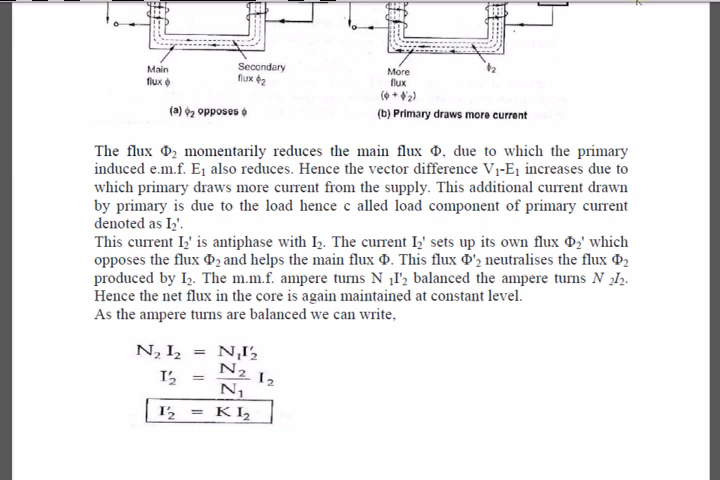 Main
flux ϕ
Secondary
flux ϕ2
More
flux
(ϕ + ϕ'2)
ϕ2
(a) ϕ2 opposes ϕ
(b) Primary draws more current
The flux Φ2 momentarily reduces the main flux Φ, due to which the primary
induced e.m.f. E1 also reduces. Hence the vector difference V1-E1 increases due to
which primary draws more current from the supply. This additional current drawn
by primary is due to the load hence c alled load component of primary current
denoted as I2'.
This current I2' is antiphase with I2. The current I2' sets up its own flux Φ2' which
opposes the flux Φ2 and helps the main flux Φ. This flux Φ'2 neutralises the flux Φ2
produced by I2. The m.m.f. ampere turns N 1I'2 balanced the ampere turns N 2I2.
Hence the net flux in the core is again maintained at constant level.
As the ampere turns are balanced we can write,
N2 I2 = N1I'2
I'2 = N2/N1 I2
I'2 = K I2